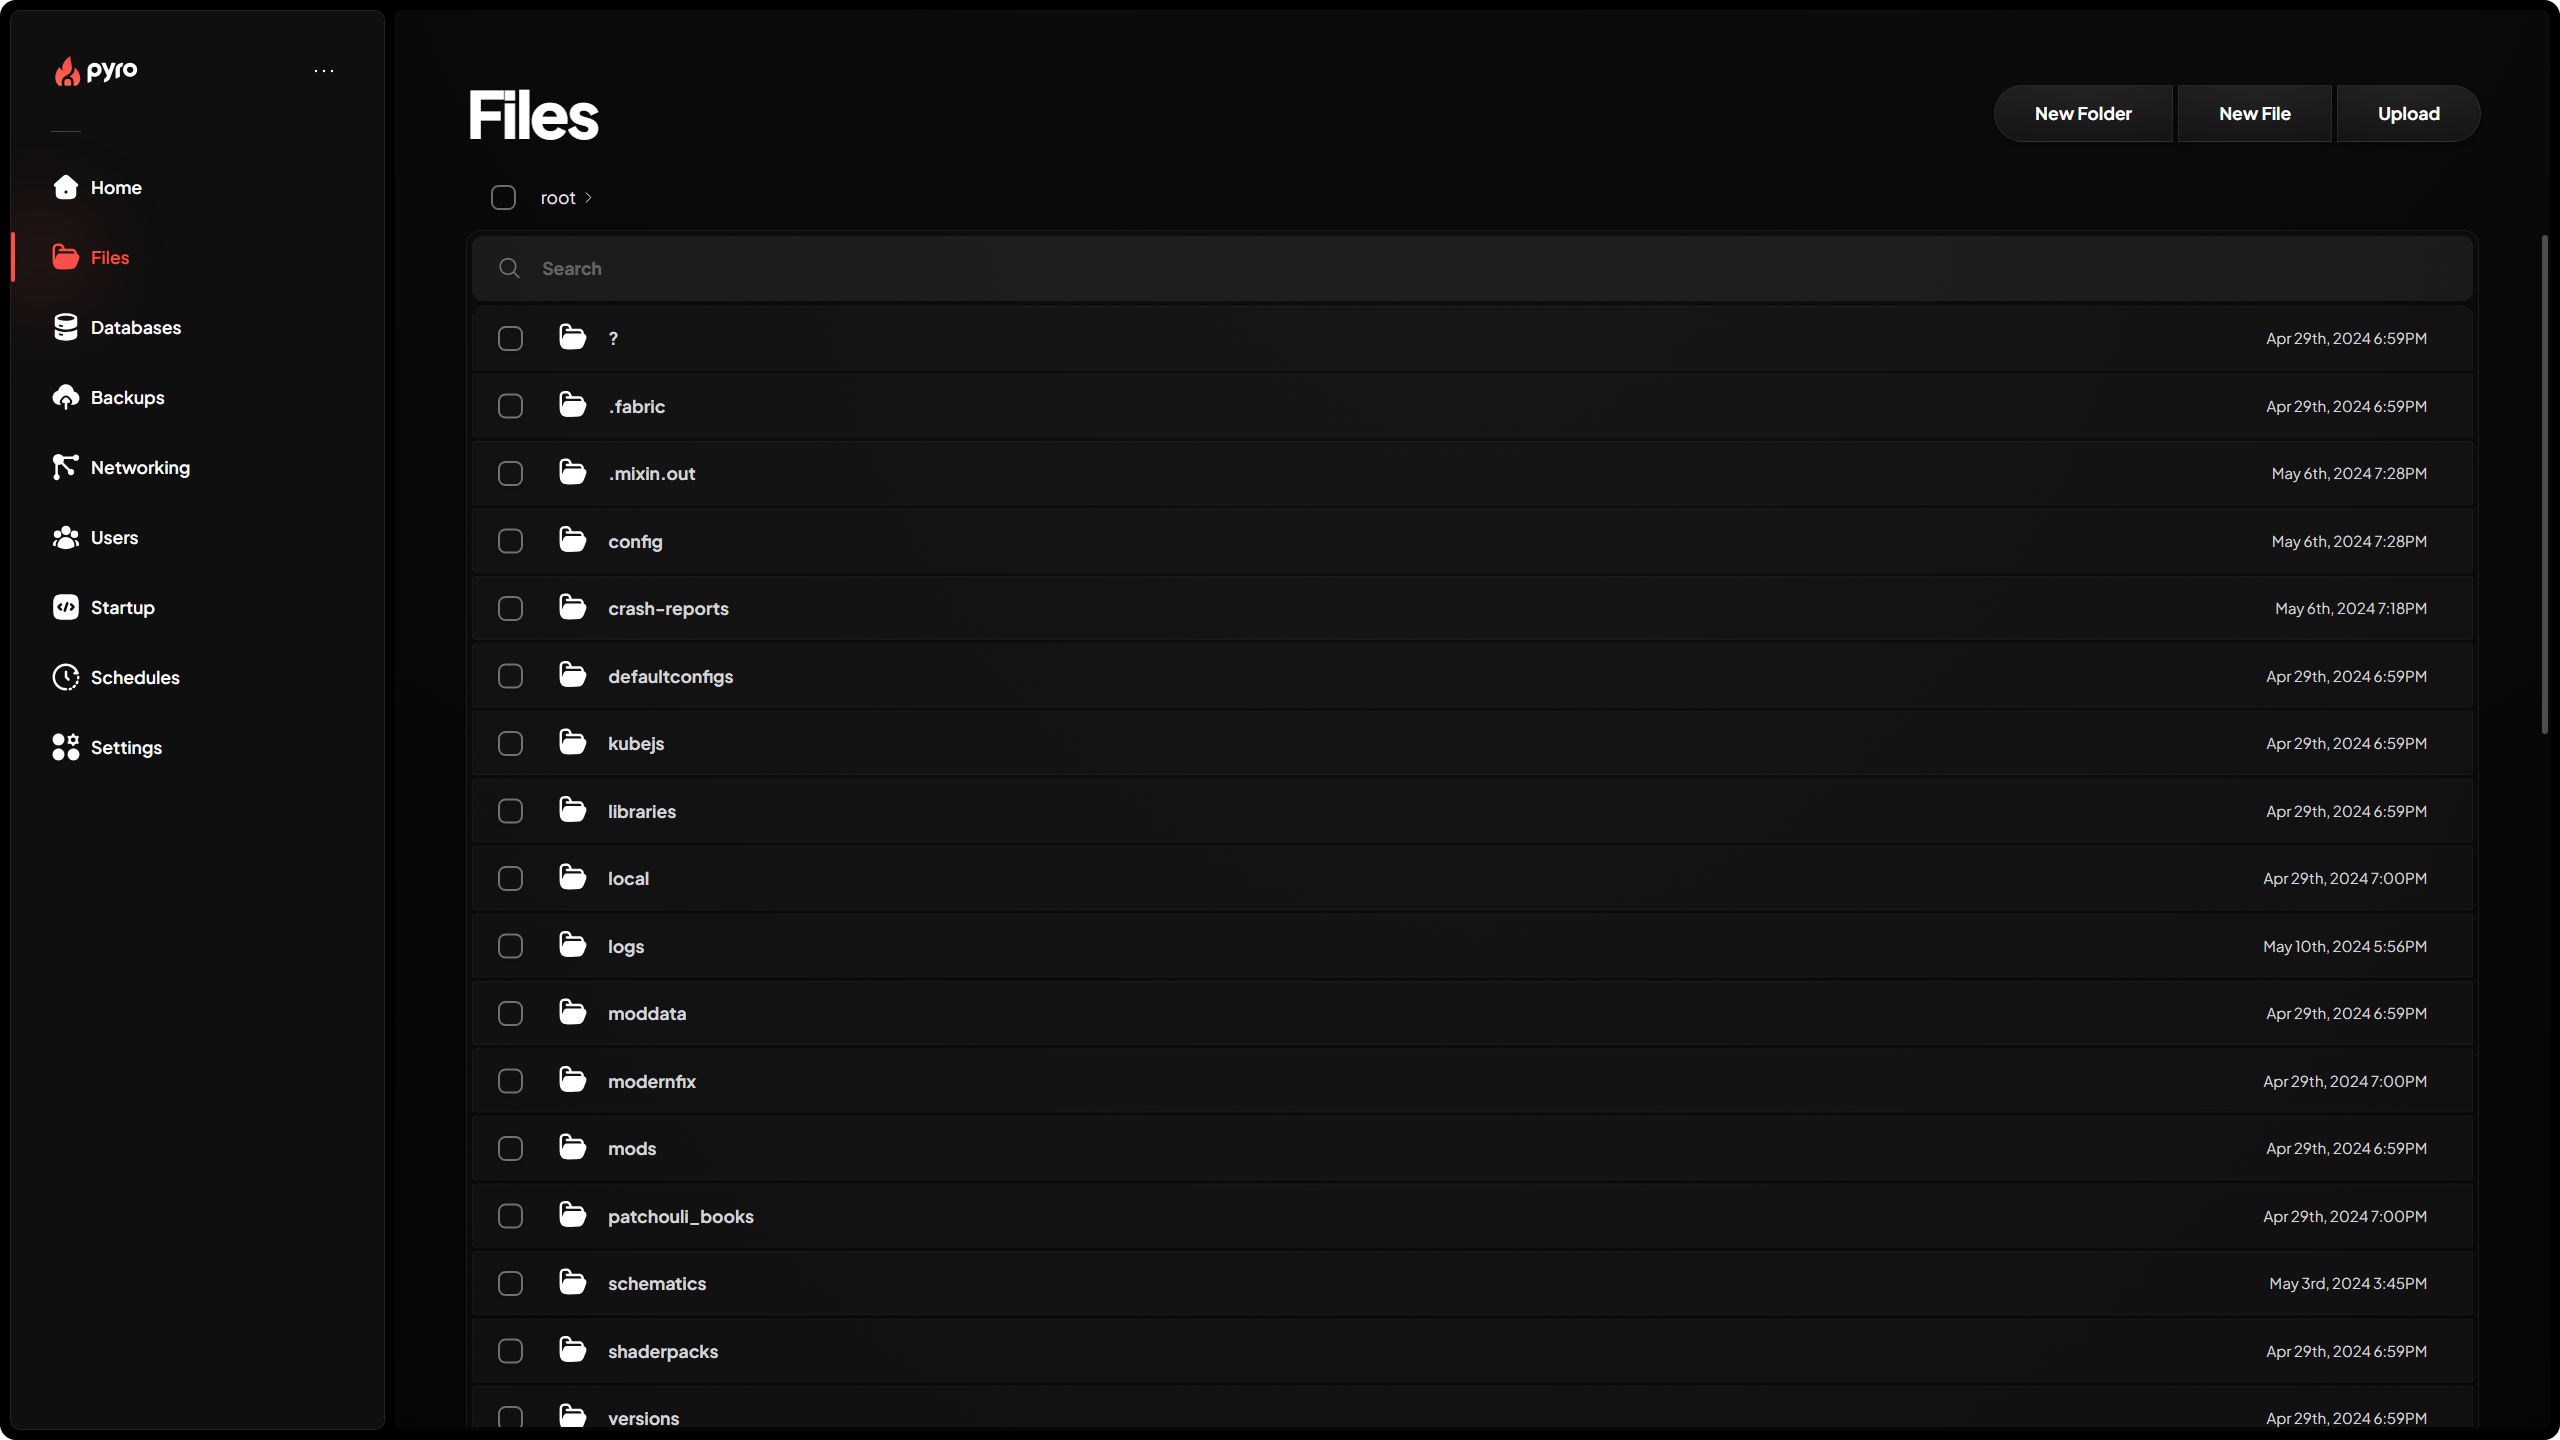 pyro
Home
Files
Databases
Backups
Networking
Users
Startup
Schedules
Settings
Files
New Folder
New File
Upload
root
Search
? Apr 29th, 2024 6:59PM
.fabric Apr 29th, 2024 6:59PM
.mixin.out May 6th, 2024 7:28PM
config May 6th, 2024 7:28PM
crash-reports May 6th, 2024 7:18PM
defaultconfigs Apr 29th, 2024 6:59PM
kubejs Apr 29th, 2024 6:59PM
libraries Apr 29th, 2024 6:59PM
local Apr 29th, 2024 7:00PM
logs May 10th, 2024 5:56PM
moddata Apr 29th, 2024 6:59PM
modernfix Apr 29th, 2024 7:00PM
mods Apr 29th, 2024 6:59PM
patchouli_books Apr 29th, 2024 7:00PM
schematics May 3rd, 2024 3:45PM
shaderpacks Apr 29th, 2024 6:59PM
versions Apr 29th, 2024 6:59PM